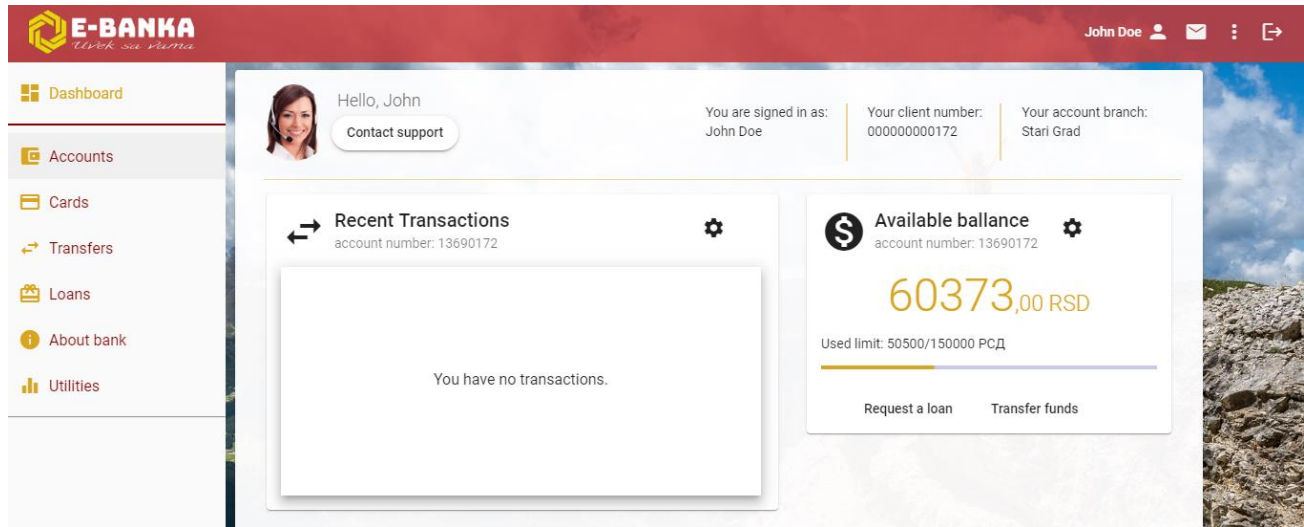 E-BANKA
Uvek sa vama
John Doe
Dashboard
Accounts
Cards
Transfers
Loans
About bank
Utilities
Hello, John
Contact support
You are signed in as:
John Doe
Your client number:
000000000172
Your account branch:
Stari Grad
Recent Transactions
account number: 13690172
You have no transactions.
Available ballance
account number: 13690172
60373,00 RSD
Used limit: 50500/150000 РСД
Request a loan
Transfer funds